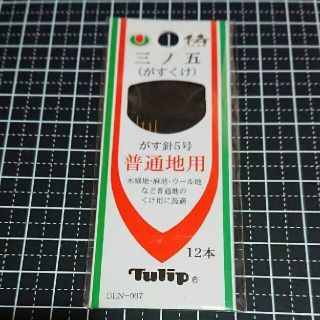 1
三ノ五
(がすくけ)
がす針5号
普通地用
木綿地・麻地・ウール地
など普通地の
くけ用に最適
12本
Tulip®
DEN-007